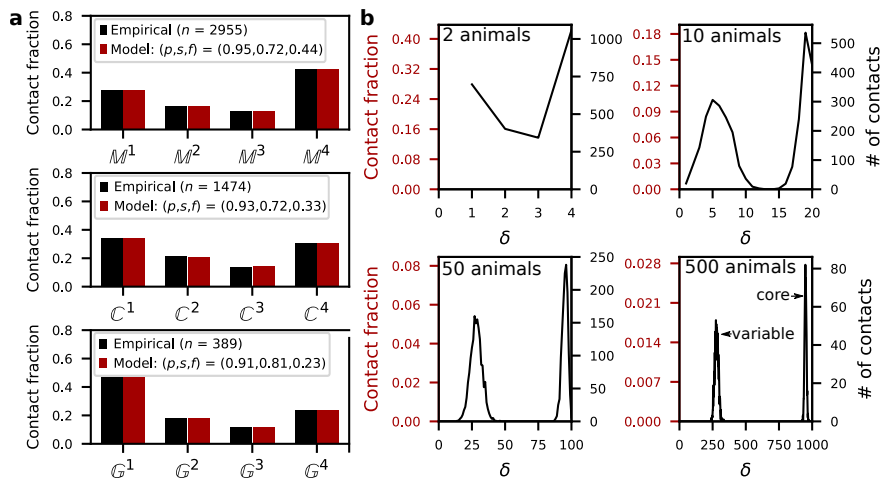 a
Contact fraction
0.8
0.6
0.4
0.2
0.0
Empirical (n = 2955)
Model: (p,s,f) = (0.95,0.72,0.44)
𝕄¹ 𝕄² 𝕄³ 𝕄⁴
Contact fraction
0.8
0.6
0.4
0.2
0.0
Empirical (n = 1474)
Model: (p,s,f) = (0.93,0.72,0.33)
ℂ¹ ℂ² ℂ³ ℂ⁴
Contact fraction
0.8
0.6
0.4
0.2
0.0
Empirical (n = 389)
Model: (p,s,f) = (0.91,0.81,0.23)
𝔾¹ 𝔾² 𝔾³ 𝔾⁴
b
Contact fraction
0.40
0.32
0.24
0.16
0.08
0.00
2 animals
1000
750
500
250
0
0 1 2 3 4
δ
0.18
0.15
0.12
0.09
0.06
0.03
0.00
10 animals
500
400
300
200
100
0
# of contacts
0 5 10 15 20
δ
Contact fraction
0.08
0.06
0.04
0.02
0.00
50 animals
250
200
150
100
50
0
0 25 50 75 100
δ
0.028
0.021
0.014
0.007
0.000
500 animals
core
variable
80
60
40
20
0
# of contacts
0 250 500 750 1000
δ